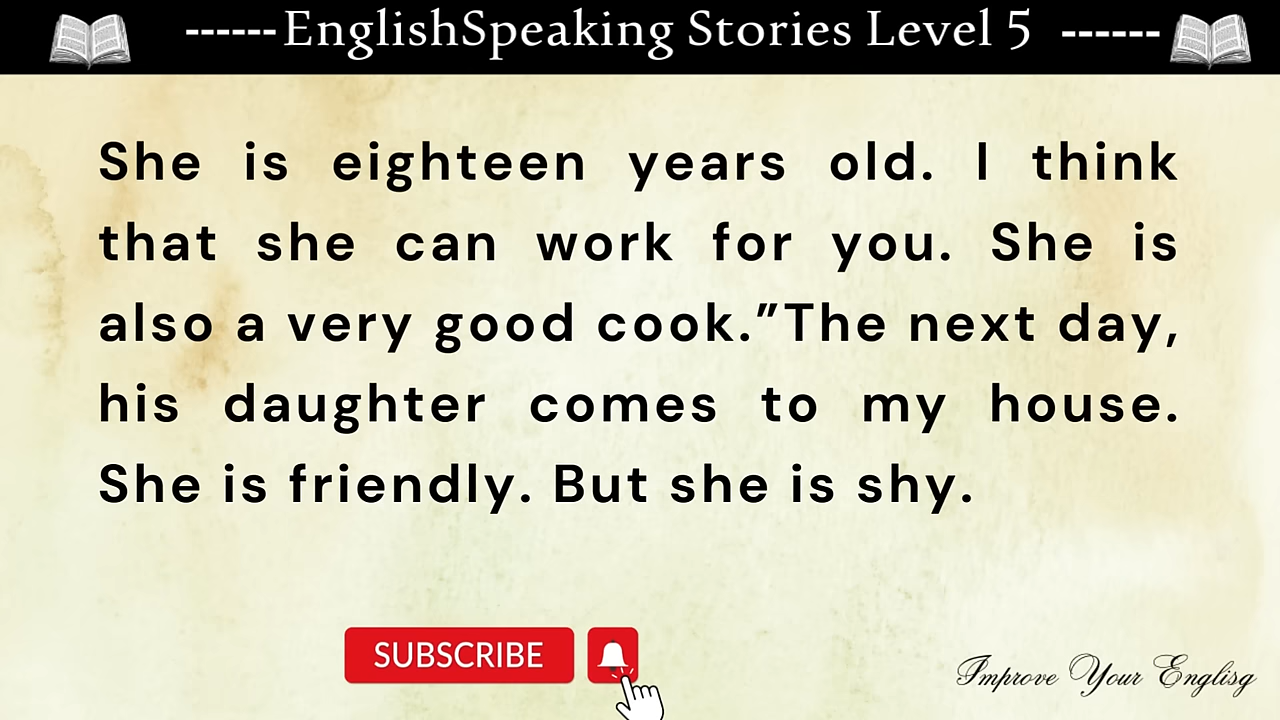 ------EnglishSpeaking Stories Level 5 ------
She is eighteen years old. I think
that she can work for you. She is
also a very good cook.”The next day,
his daughter comes to my house.
She is friendly. But she is shy.
SUBSCRIBE
Improve Your Englisg